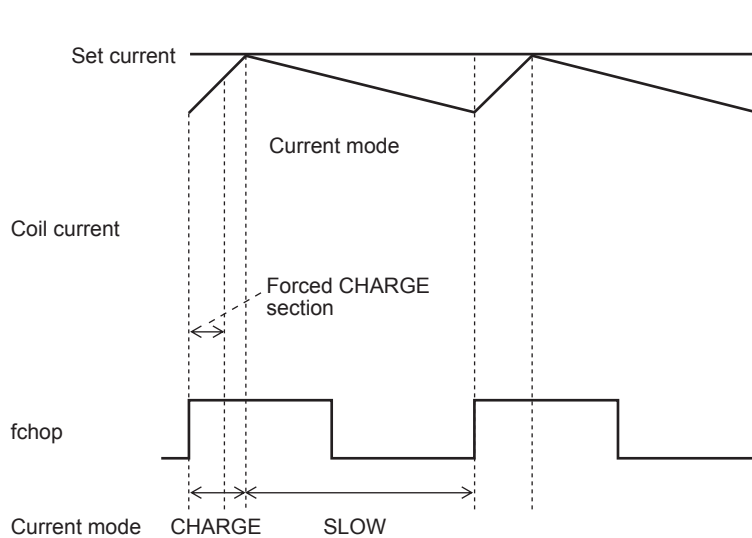 Set current
Current mode
Coil current
Forced CHARGE
section
fchop
Current mode CHARGE SLOW